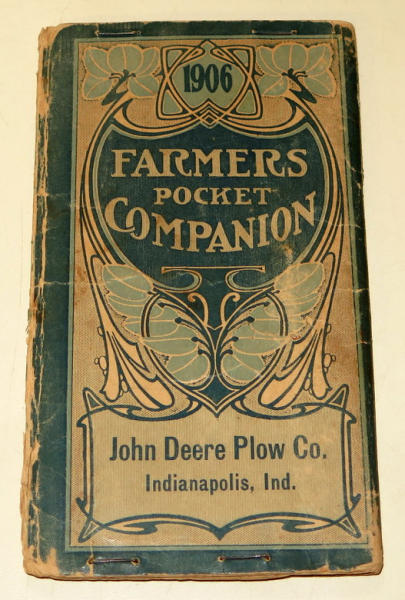 1906
FARMERS
POCKET
COMPANION
John Deere Plow Co.
Indianapolis, Ind.